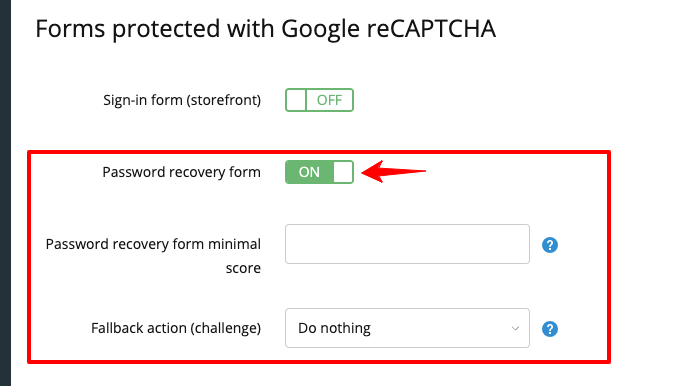 Forms protected with Google reCAPTCHA
Sign-in form (storefront)
OFF
Password recovery form
ON
Password recovery form minimal
score
?
Fallback action (challenge)
Do nothing
?